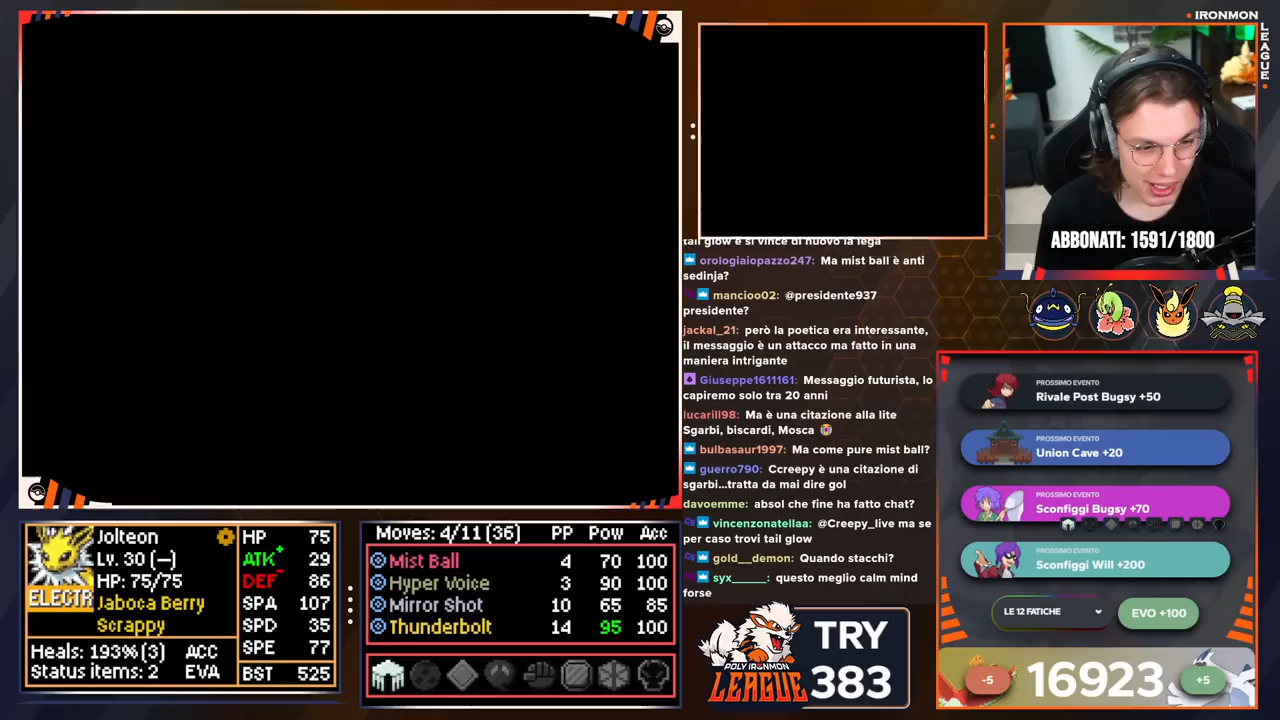 IRONMON
LEAGUE
ABBONATI: 1591/1800
tail glow e si vince di nuovo la lega
orologiaiopazzo247: Ma mist ball è anti
sedinja?
mancioo02: @presidente937
presidente?
jackal_21: però la poetica era interessante,
il messaggio è un attacco ma fatto in una
maniera intrigante
Giuseppe1611161: Messaggio futurista, lo
capiremo solo tra 20 anni
lucarill98: Ma è una citazione alla lite
Sgarbi, biscardi, Mosca
bulbasaur1997: Ma come pure mist ball?
guerro790: Ccreepy è una citazione di
sgarbi...tratta da mai dire gol
davoemme: absol che fine ha fatto chat?
vincenzonatellaa: @Creepy_live ma se
per caso trovi tail glow
gold__demon: Quando stacchi?
syx_____: questo meglio calm mind
forse
PROSSIMO EVENTO
Rivale Post Bugsy +50
PROSSIMO EVENTO
Union Cave +20
PROSSIMO EVENTO
Sconfiggi Bugsy +70
PROSSIMO EVENTO
Sconfiggi Will +200
LE 12 FATICHE
EVO +100
-5
16923
+5
POLY IRONMON
LEAGUE
TRY
383
Jolteon
Lv. 30 (—)
HP: 75/75
ELECTR
Jaboca Berry
Scrappy
Heals: 193% (3)
Status items: 2
ACC
EVA
HP 75
ATK+ 29
DEF- 86
SPA 107
SPD 35
SPE 77
BST 525
Moves: 4/11 (36) PP Pow Acc
Mist Ball 4 70 100
Hyper Voice 3 90 100
Mirror Shot 10 65 85
Thunderbolt 14 95 100